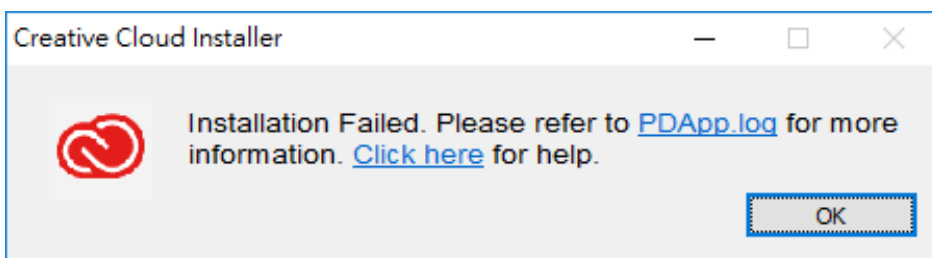 Creative Cloud Installer
Installation Failed. Please refer to PDApp.log for more
information. Click here for help.
OK